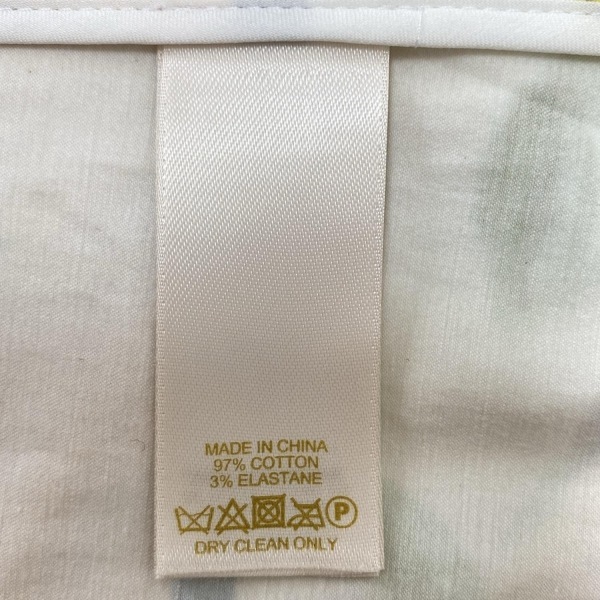 MADE IN CHINA
97% COTTON
3% ELASTANE
P
DRY CLEAN ONLY